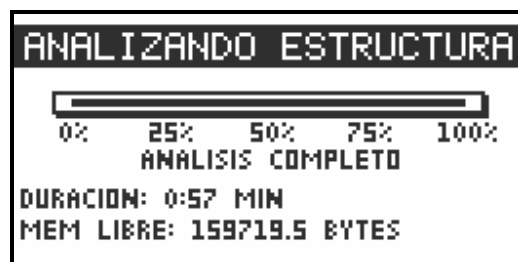 ANALIZANDO ESTRUCTURA
0% 25% 50% 75% 100%
ANALISIS COMPLETO
DURACION: 0:57 MIN
MEM LIBRE: 159719.5 BYTES